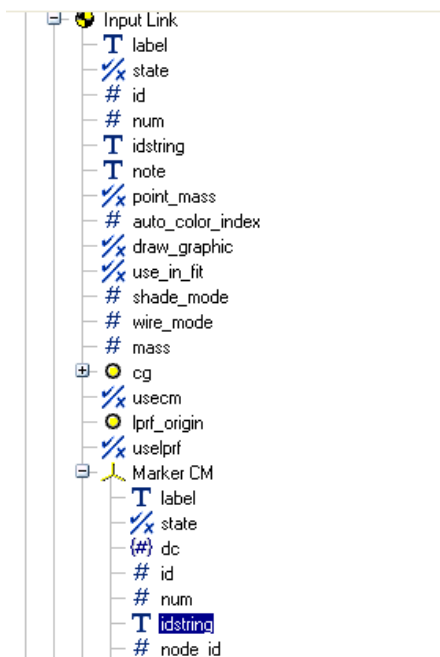 Input Link
label
state
id
num
idstring
note
point_mass
auto_color_index
draw_graphic
use_in_fit
shade_mode
wire_mode
mass
cg
usecm
lprf_origin
uselprf
Marker CM
label
state
dc
id
num
idstring
node_id